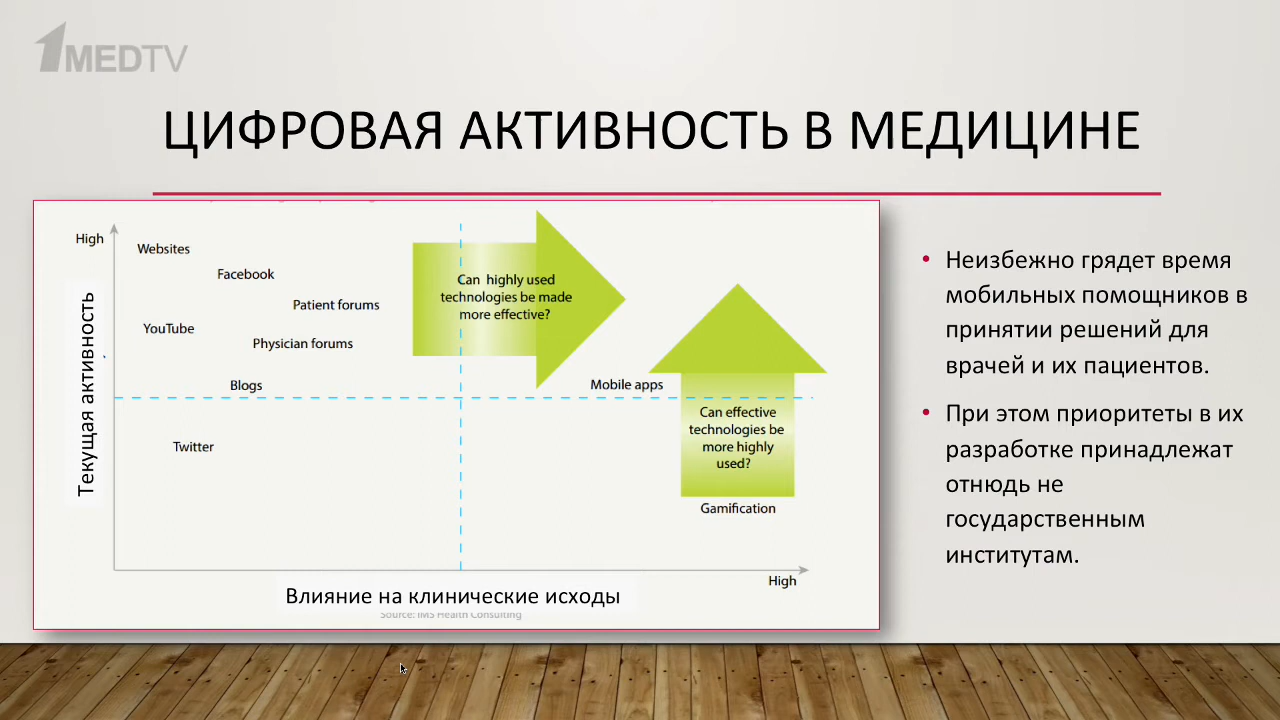 1MEDTV
ЦИФРОВАЯ АКТИВНОСТЬ В МЕДИЦИНЕ
High
Websites
Facebook
Patient forums
YouTube
Physician forums
Blogs
Twitter
Can highly used
technologies be made
more effective?
Mobile apps
Can effective
technologies be
more highly
used?
Gamification
High
Текущая активность
Влияние на клинические исходы
Source: IMS Health Consulting
• Неизбежно грядет время
мобильных помощников в
принятии решений для
врачей и их пациентов.
• При этом приоритеты в их
разработке принадлежат
отнюдь не
государственным
институтам.